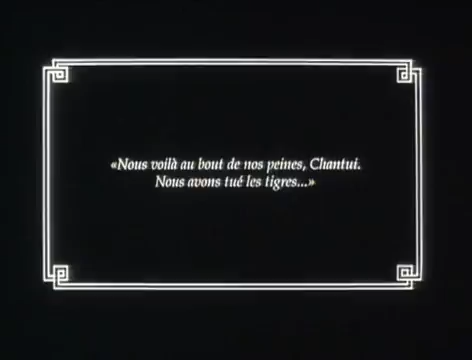 «Nous voilà au bout de nos peines, Chantui.
Nous avons tué les tigres...»